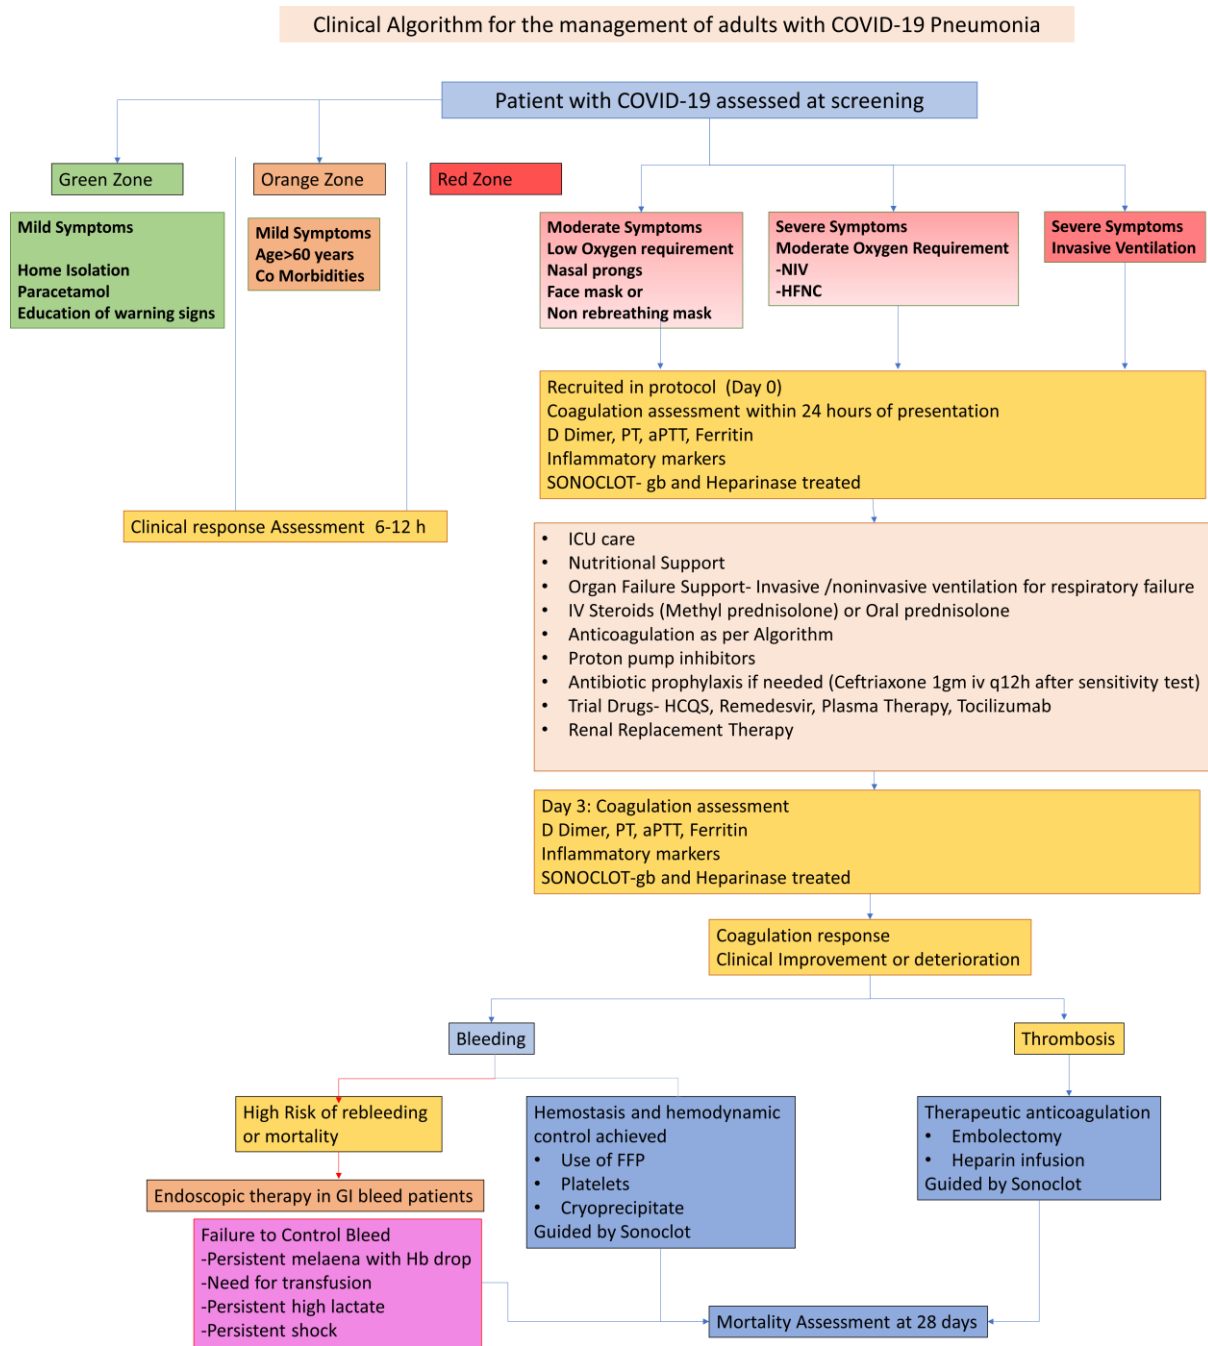 Clinical Algorithm for the management of adults with COVID-19 Pneumonia
Patient with COVID-19 assessed at screening
Green Zone
Orange Zone
Red Zone
Mild Symptoms
Home Isolation
Paracetamol
Education of warning signs
Mild Symptoms
Age>60 years
Co Morbidities
Moderate Symptoms
Low Oxygen requirement
Nasal prongs
Face mask or
Non rebreathing mask
Severe Symptoms
Moderate Oxygen Requirement
-NIV
-HFNC
Severe Symptoms
Invasive Ventilation
Recruited in protocol (Day 0)
Coagulation assessment within 24 hours of presentation
D Dimer, PT, aPTT, Ferritin
Inflammatory markers
SONOCLOT- gb and Heparinase treated
Clinical response Assessment 6-12 h
• ICU care
• Nutritional Support
• Organ Failure Support- Invasive /noninvasive ventilation for respiratory failure
• IV Steroids (Methyl prednisolone) or Oral prednisolone
• Anticoagulation as per Algorithm
• Proton pump inhibitors
• Antibiotic prophylaxis if needed (Ceftriaxone 1gm iv q12h after sensitivity test)
• Trial Drugs- HCQS, Remedesvir, Plasma Therapy, Tocilizumab
• Renal Replacement Therapy
Day 3: Coagulation assessment
D Dimer, PT, aPTT, Ferritin
Inflammatory markers
SONOCLOT-gb and Heparinase treated
Coagulation response
Clinical Improvement or deterioration
Bleeding
Thrombosis
High Risk of rebleeding
or mortality
Hemostasis and hemodynamic
control achieved
• Use of FFP
• Platelets
• Cryoprecipitate
Guided by Sonoclot
Therapeutic anticoagulation
• Embolectomy
• Heparin infusion
Guided by Sonoclot
Endoscopic therapy in GI bleed patients
Failure to Control Bleed
-Persistent melaena with Hb drop
-Need for transfusion
-Persistent high lactate
-Persistent shock
Mortality Assessment at 28 days